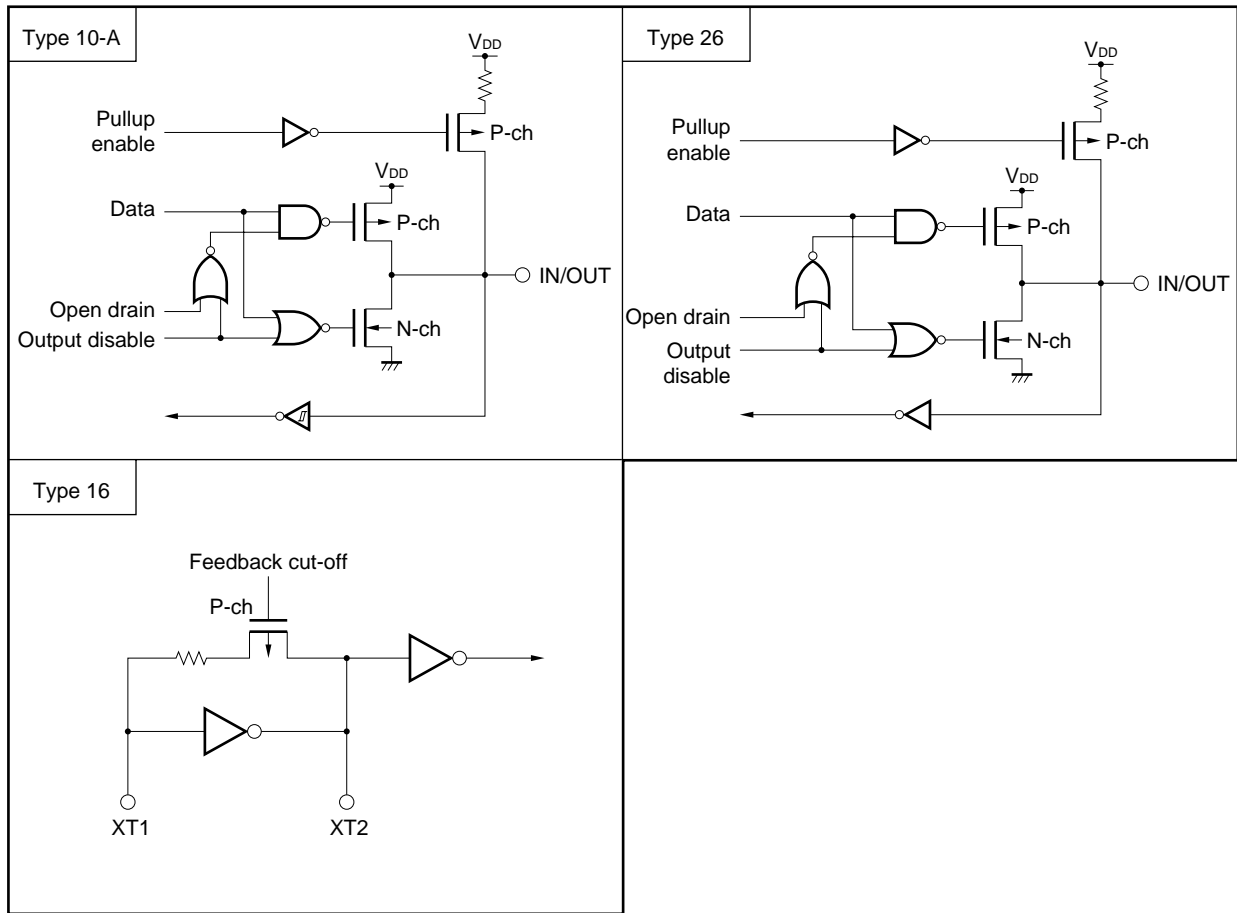 Type 10-A
VDD
Pullup
enable
P-ch
VDD
Data
P-ch
IN/OUT
Open drain
N-ch
Output disable
Type 26
VDD
Pullup
enable
P-ch
VDD
Data
P-ch
IN/OUT
Open drain
N-ch
Output
disable
Type 16
Feedback cut-off
P-ch
XT1
XT2